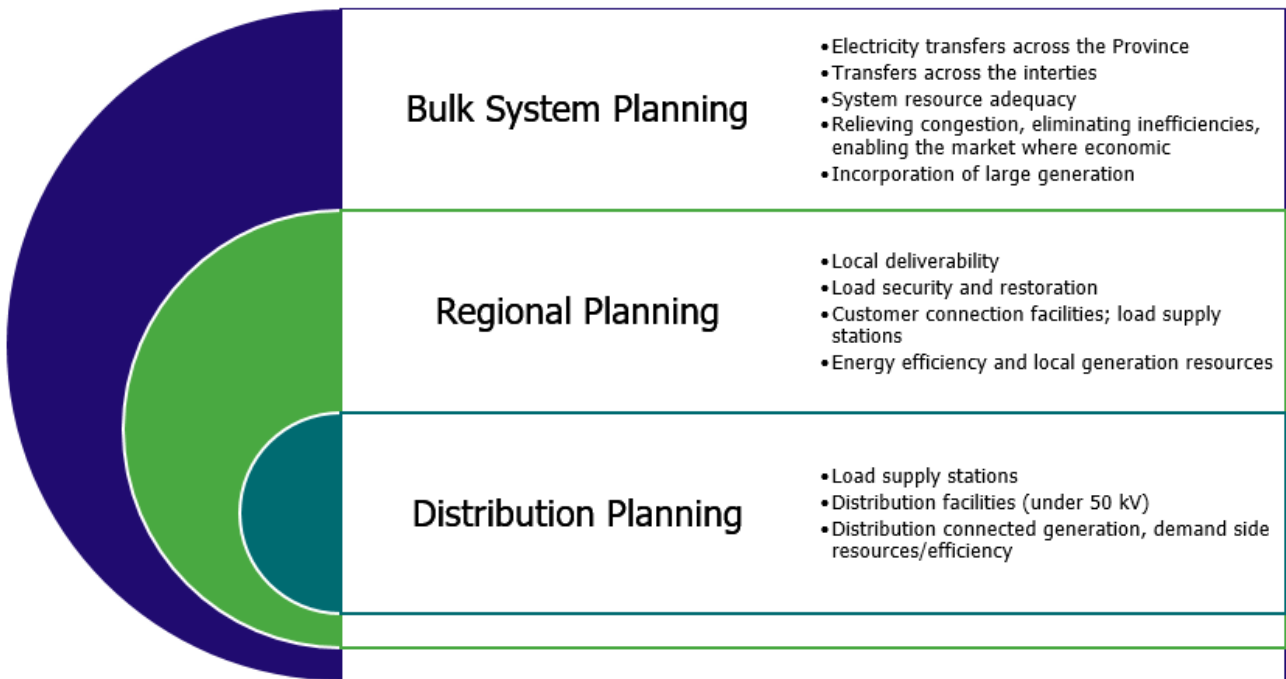 Bulk System Planning
•Electricity transfers across the Province
•Transfers across the interties
•System resource adequacy
•Relieving congestion, eliminating inefficiencies,
enabling the market where economic
•Incorporation of large generation
Regional Planning
•Local deliverability
•Load security and restoration
•Customer connection facilities; load supply
stations
•Energy efficiency and local generation resources
Distribution Planning
•Load supply stations
•Distribution facilities (under 50 kV)
•Distribution connected generation, demand side
resources/efficiency